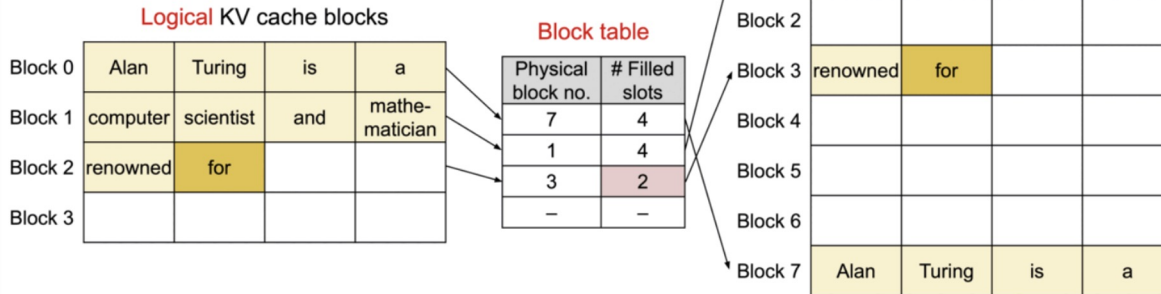 Logical KV cache blocks
Block 0 Alan Turing is a
Block 1 computer scientist and mathe-
matician
Block 2 renowned for
Block 3
Block table
Physical # Filled
block no. slots
7 4
1 4
3 2
– –
Block 2
Block 3 renowned for
Block 4
Block 5
Block 6
Block 7 Alan Turing is a